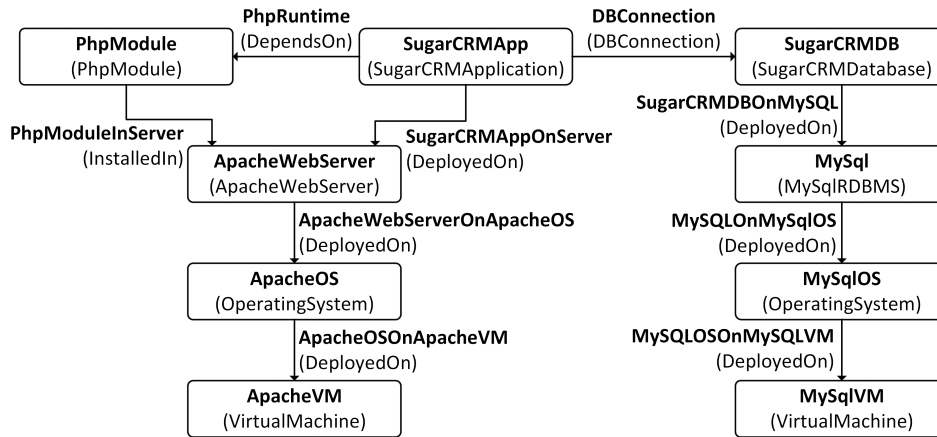 PhpRuntime
(DependsOn)
DBConnection
(DBConnection)
PhpModule
(PhpModule)
SugarCRMApp
(SugarCRMApplication)
SugarCRMDB
(SugarCRMDatabase)
PhpModuleInServer
(InstalledIn)
SugarCRMAppOnServer
(DeployedOn)
SugarCRMDBOnMySQL
(DeployedOn)
ApacheWebServer
(ApacheWebServer)
MySql
(MySqlRDBMS)
ApacheWebServerOnApacheOS
(DeployedOn)
MySQLOnMySqlOS
(DeployedOn)
ApacheOS
(OperatingSystem)
MySqlOS
(OperatingSystem)
ApacheOSOnApacheVM
(DeployedOn)
MySQLOSOnMySQLVM
(DeployedOn)
ApacheVM
(VirtualMachine)
MySqlVM
(VirtualMachine)